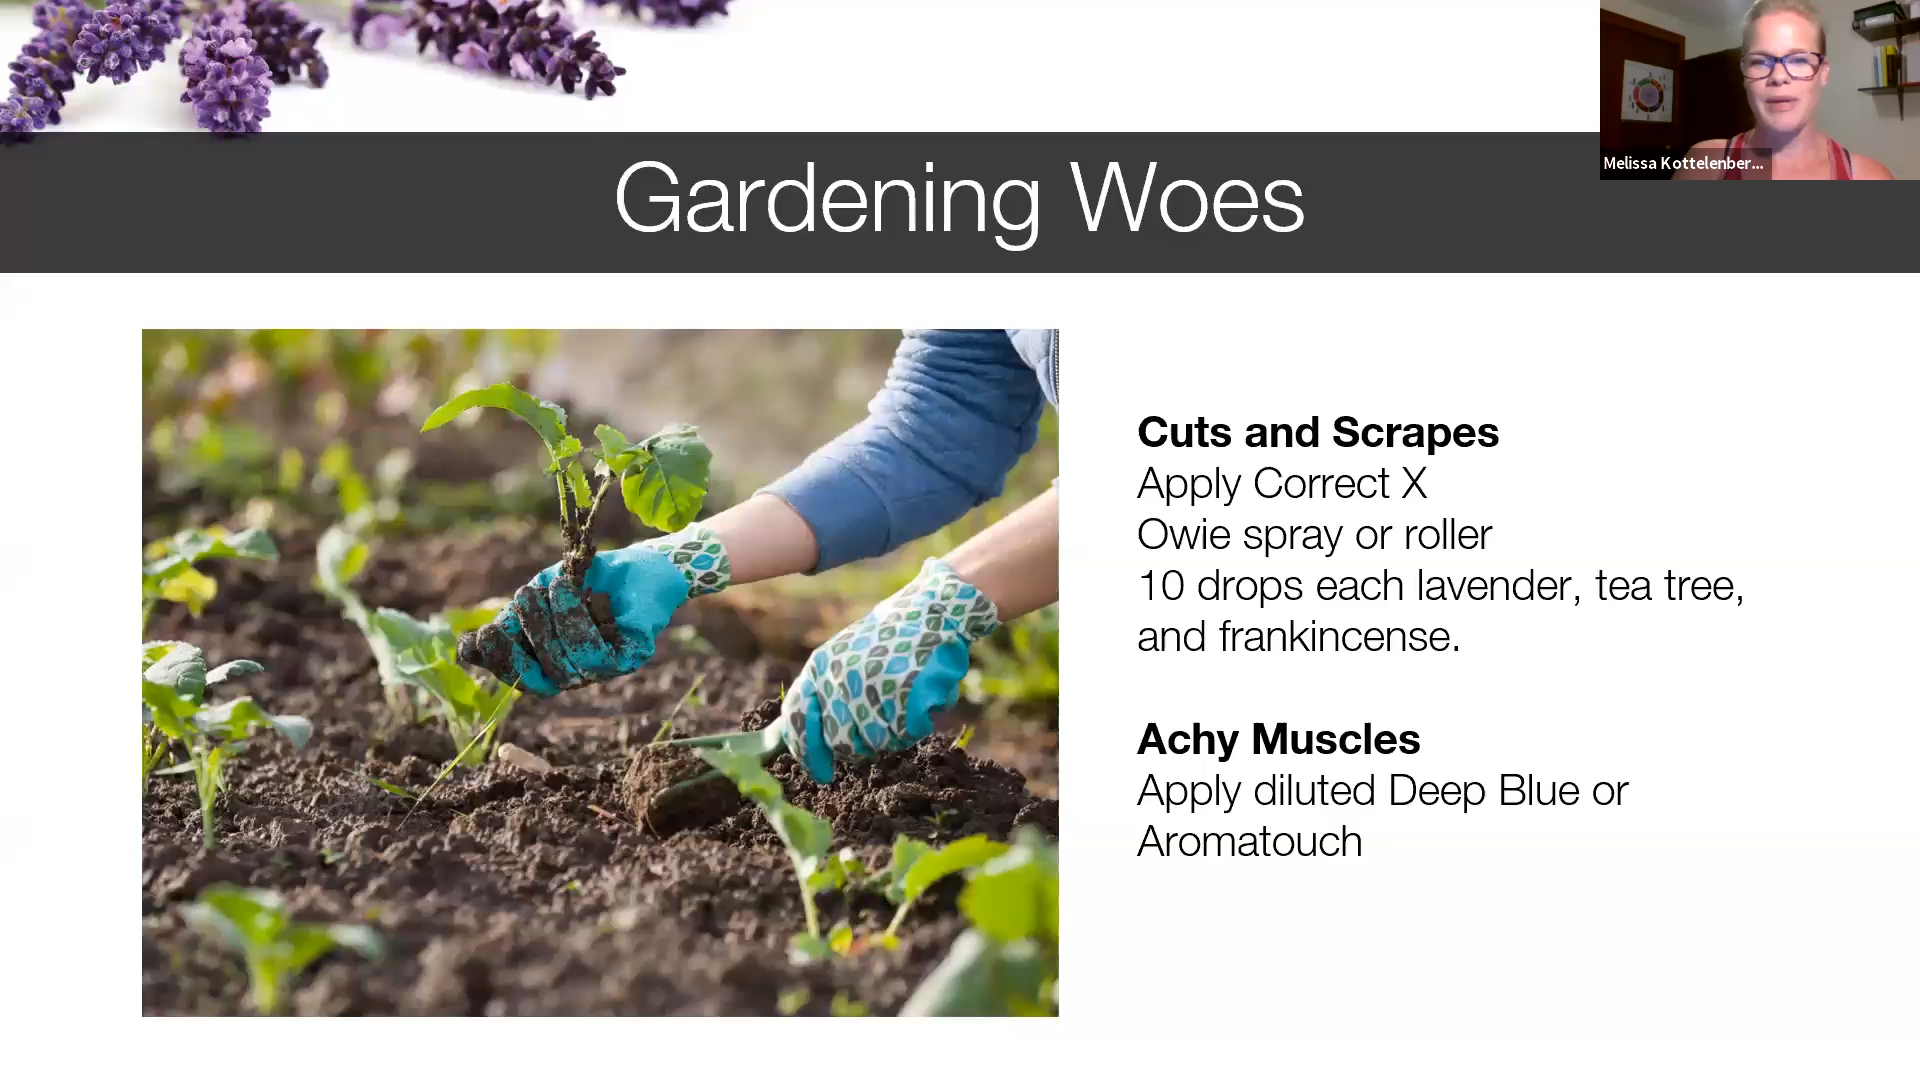 Gardening Woes
Melissa Kottelenber...
Cuts and Scrapes
Apply Correct X
Owie spray or roller
10 drops each lavender, tea tree,
and frankincense.
Achy Muscles
Apply diluted Deep Blue or
Aromatouch